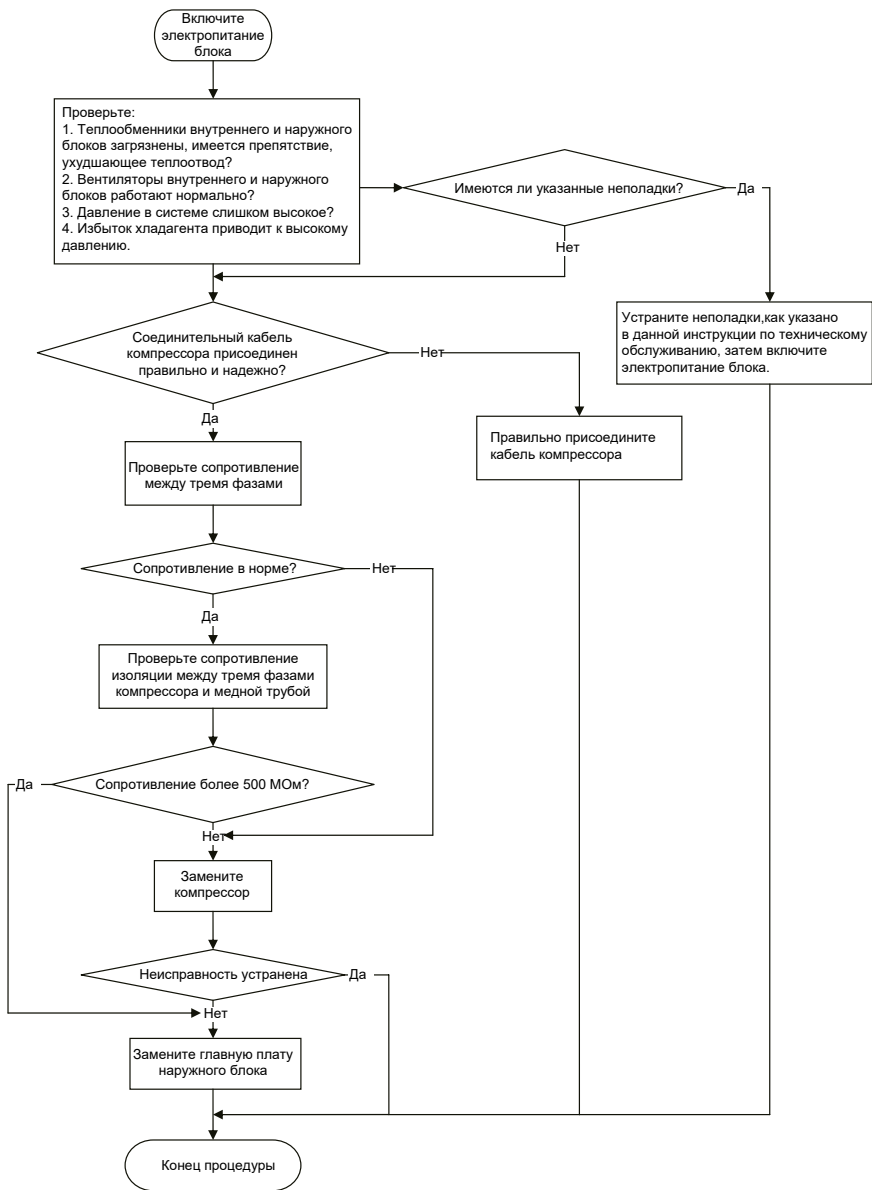 Включите
электропитание
блока
Проверьте:
1. Теплообменники внутреннего и наружного
блоков загрязнены, имеется препятствие,
ухудшающее теплоотвод?
2. Вентиляторы внутреннего и наружного
блоков работают нормально?
3. Давление в системе слишком высокое?
4. Избыток хладагента приводит к высокому
давлению.
Имеются ли указанные неполадки?
Да
Нет
Устраните неполадки,как указано
в данной инструкции по техническому
обслуживанию, затем включите
электропитание блока.
Соединительный кабель
компрессора присоединен
правильно и надежно?
Нет
Да
Правильно присоедините
кабель компрессора
Проверьте сопротивление
между тремя фазами
Сопротивление в норме?
Нет
Да
Проверьте сопротивление
изоляции между тремя фазами
компрессора и медной трубой
Да
Сопротивление более 500 МОм?
Нет
Замените
компрессор
Неисправность устранена
Да
Нет
Замените главную плату
наружного блока
Конец процедуры